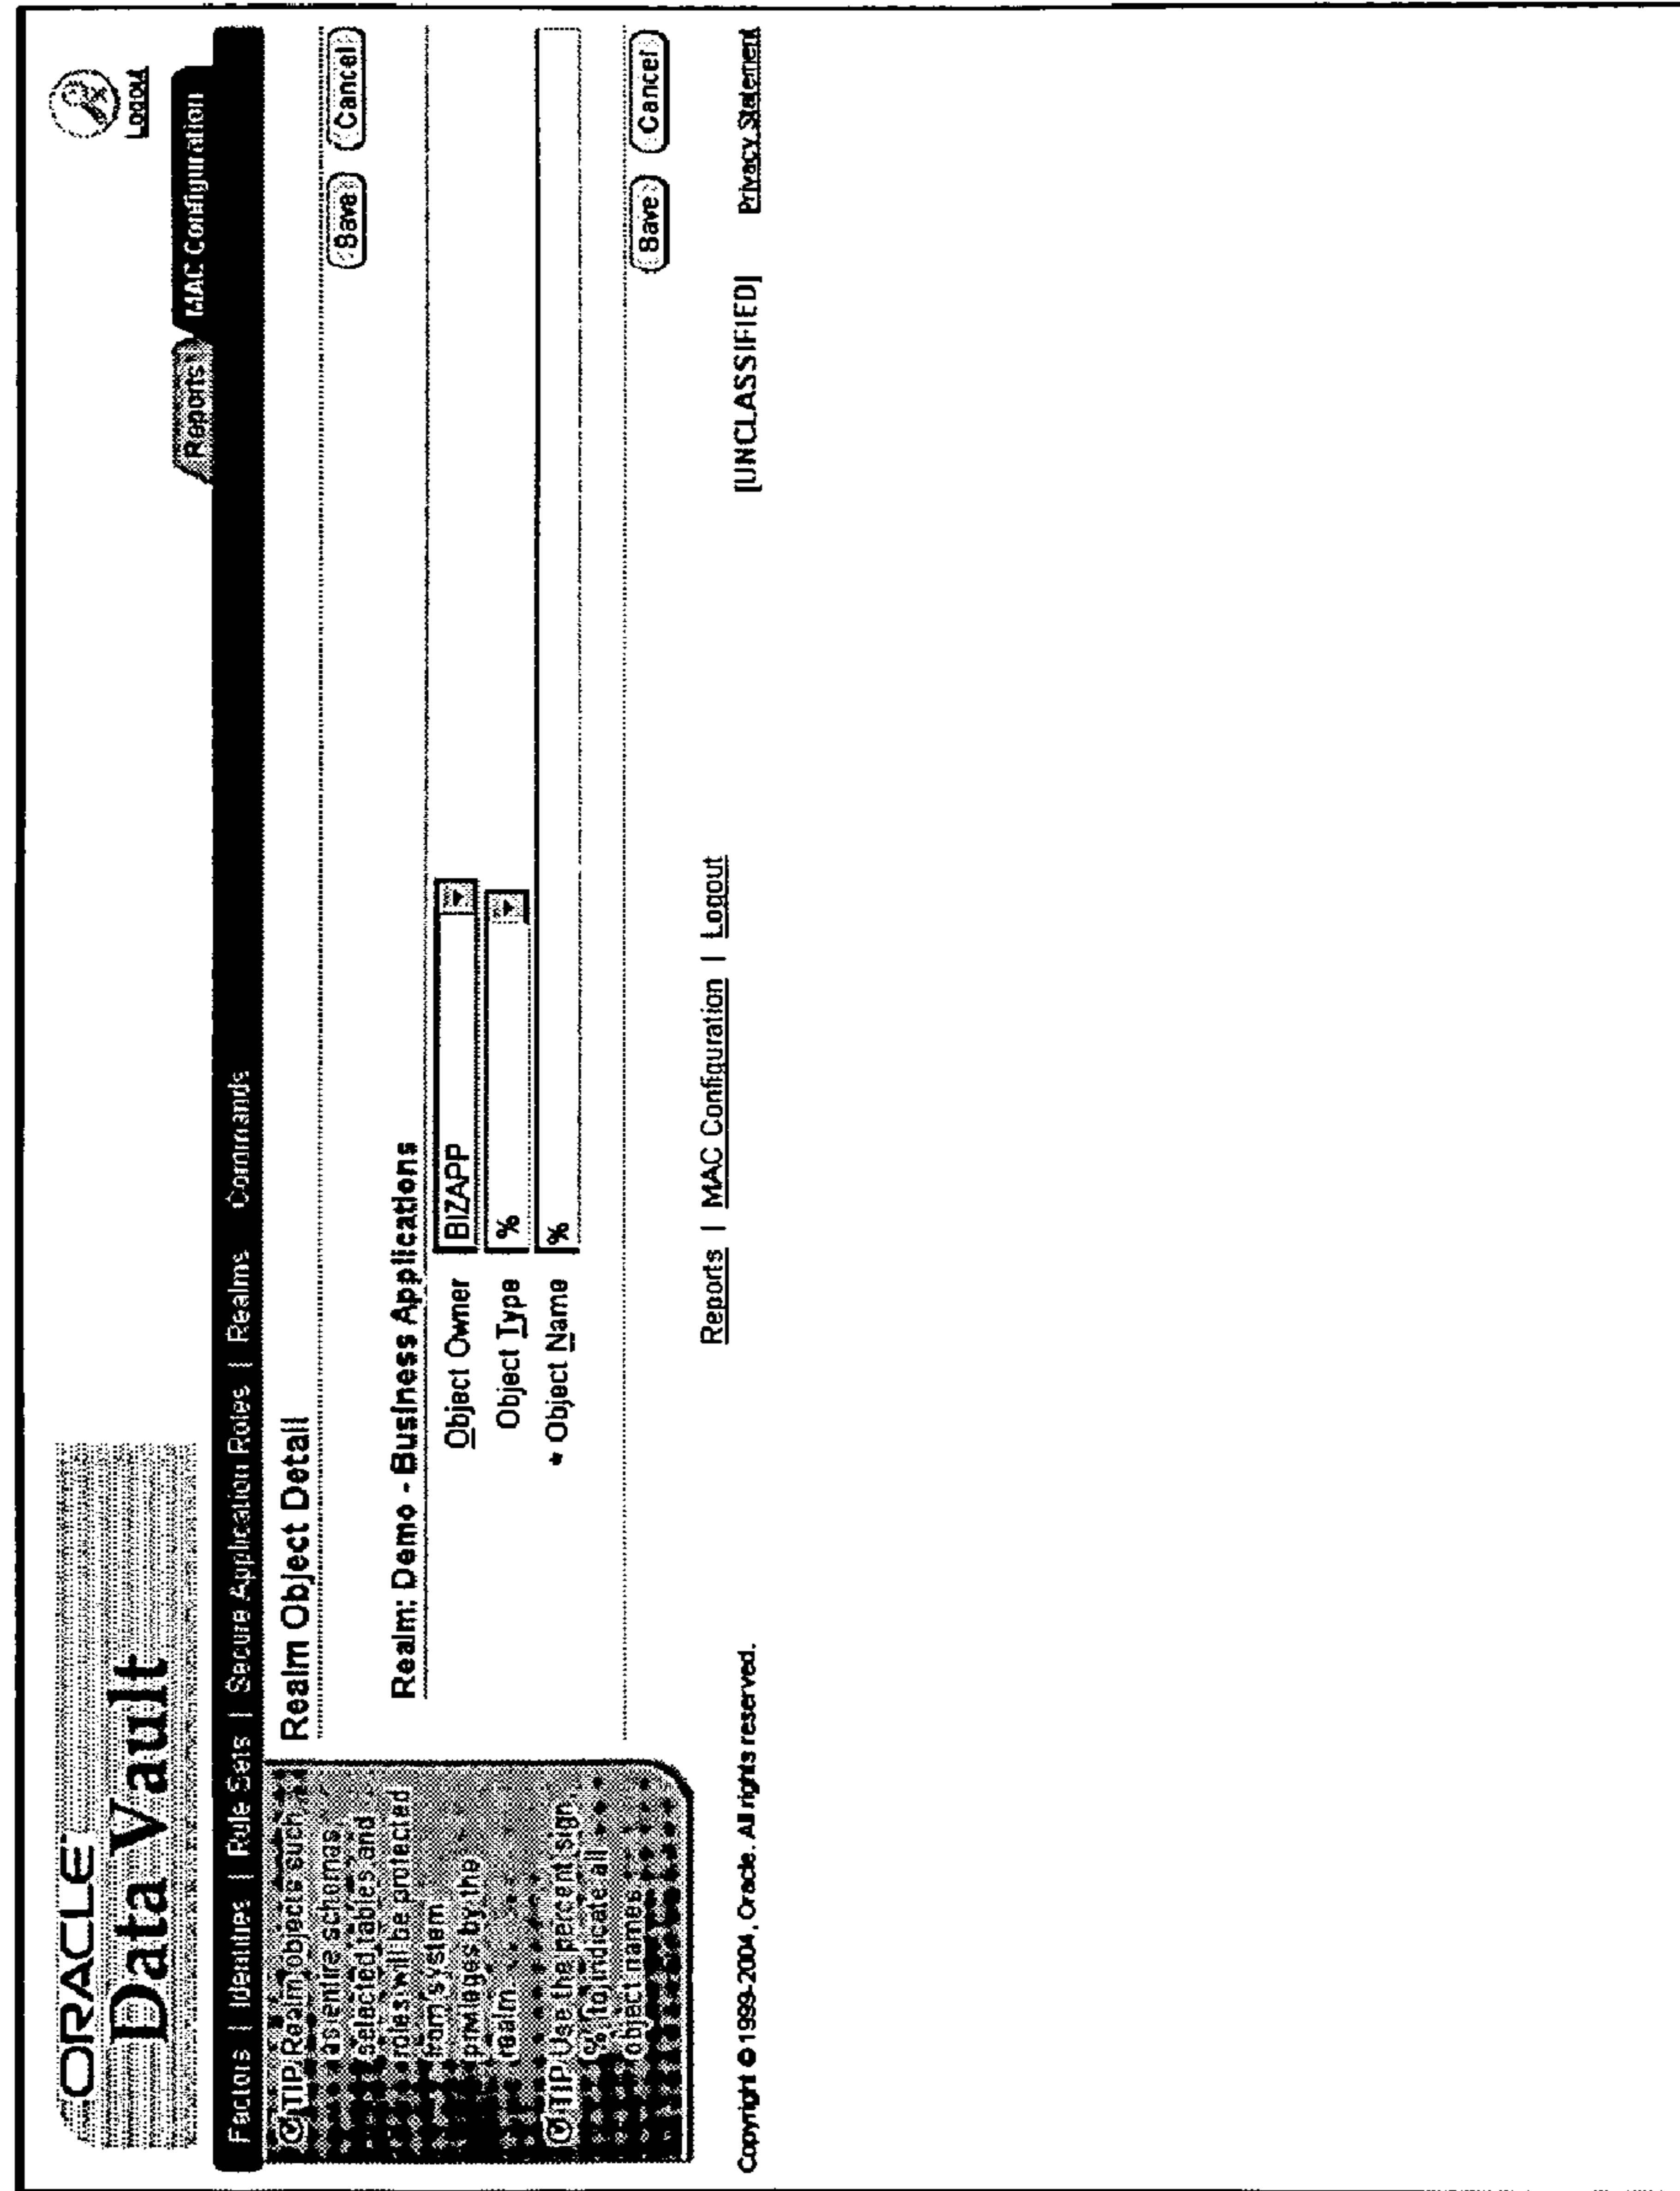 ORACLE
Data Vault
Logout
Reports MAC Configuration
Factors | Identities | Rule Sets | Secure Application Roles | Realms Commands
TIP Realm objects such
as entire schemas,
selected tables and
roles will be protected
from system
privileges by the
realm.
TIP Use the percent sign,
%, to indicate all
object names
Realm Object Detail
Save Cancel
Realm: Demo - Business Applications
Object Owner BIZAPP
Object Type %
* Object Name %
Save Cancel
Reports | MAC Configuration | Logout
Copyright © 1999-2004, Oracle. All rights reserved.
[UNCLASSIFIED]
Privacy Statement